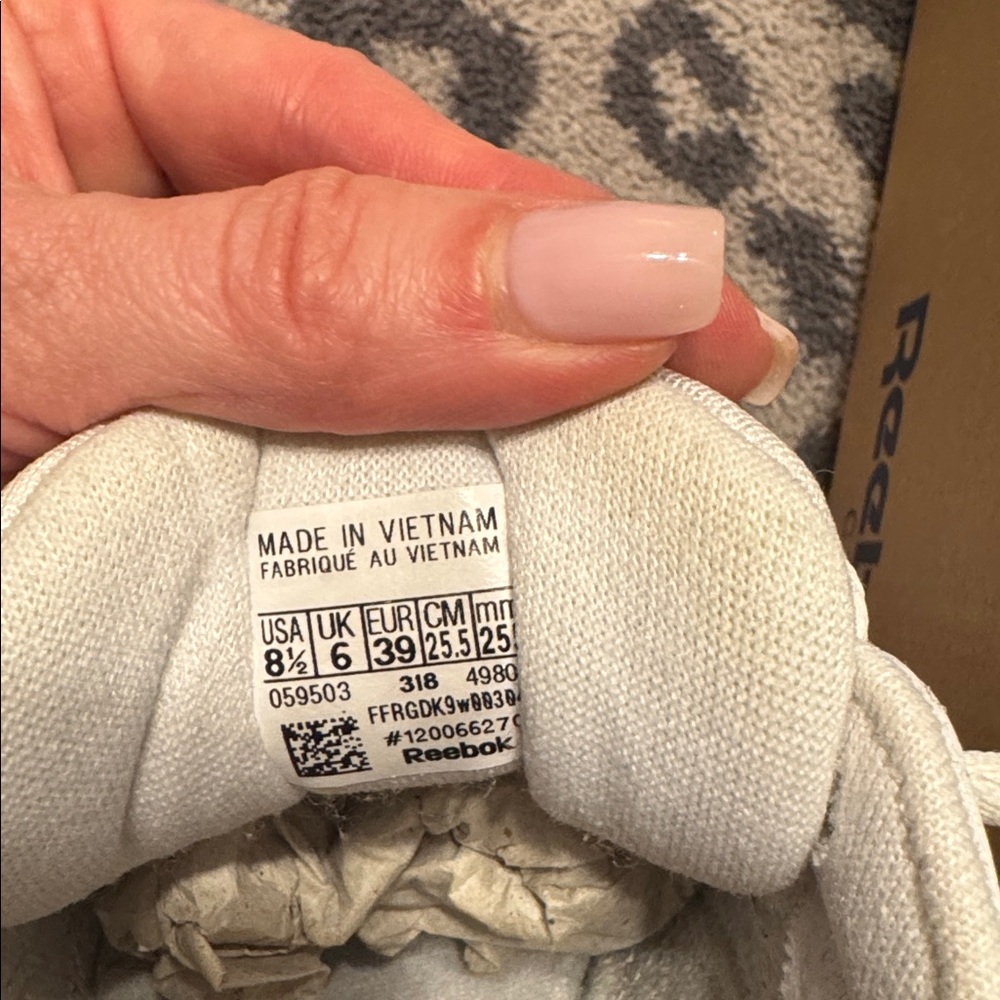 MADE IN VIETNAM
FABRIQUÉ AU VIETNAM
USA UK EUR CM
8½ 6 39 25.5
059503 318
Reebok